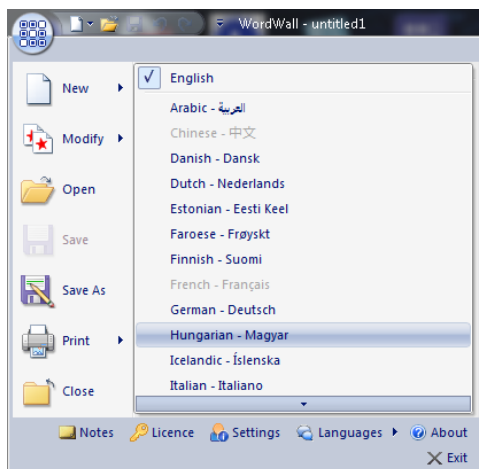 WordWall - untitled1
New
Modify
Open
Save
Save As
Print
Close
English
Arabic - العربية
Chinese - 中文
Danish - Dansk
Dutch - Nederlands
Estonian - Eesti Keel
Faroese - Frøyskt
Finnish - Suomi
French - Français
German - Deutsch
Hungarian - Magyar
Icelandic - Íslenska
Italian - Italiano
Notes Licence Settings Languages About
Exit